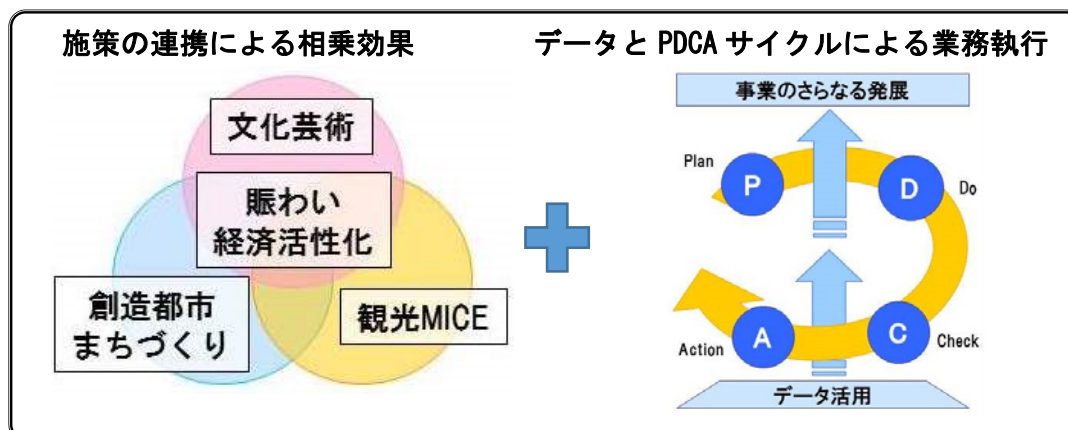 施策の連携による相乗効果
文化芸術
賑わい
経済活性化
創造都市
まちづくり
観光MICE
データと PDCA サイクルによる業務執行
事業のさらなる発展
Plan
P
D
Do
Action
A
C
Check
データ活用